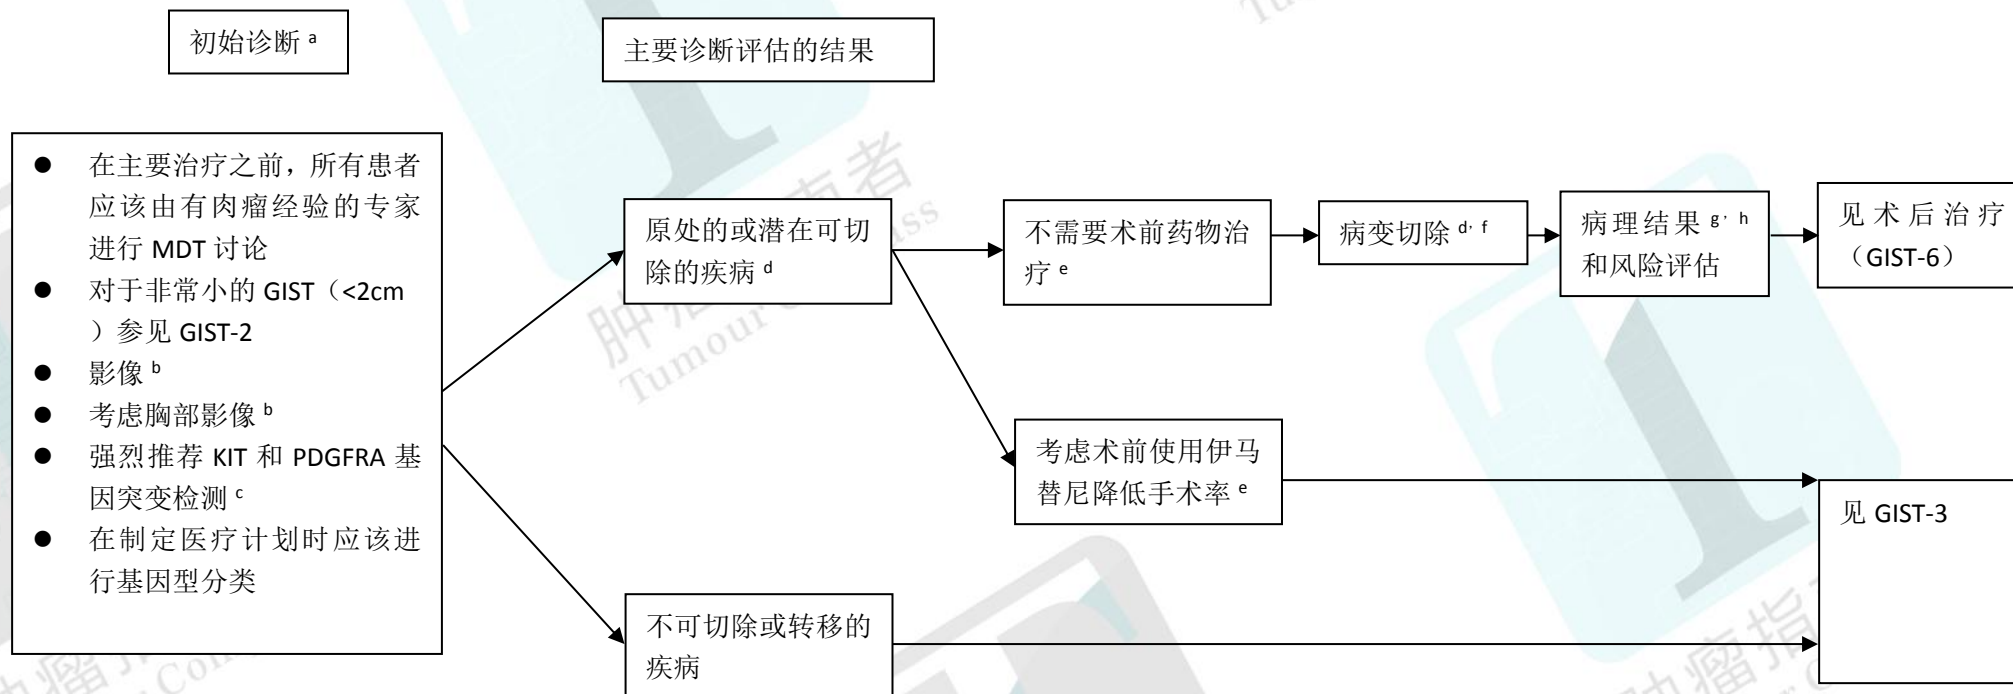 初始诊断 a
主要诊断评估的结果
● 在主要治疗之前，所有患者
应该由有肉瘤经验的专家
进行 MDT 讨论
● 对于非常小的 GIST（<2cm
）参见 GIST-2
● 影像 b
● 考虑胸部影像 b
● 强烈推荐 KIT 和 PDGFRA 基
因突变检测 c
● 在制定医疗计划时应该进
行基因型分类
原处的或潜在可切
除的疾病 d
不需要术前药物治
疗 e
病变切除 d，f
病理结果 g，h
和风险评估
见术后治疗
（GIST-6）
考虑术前使用伊马
替尼降低手术率 e
见 GIST-3
不可切除或转移的
疾病